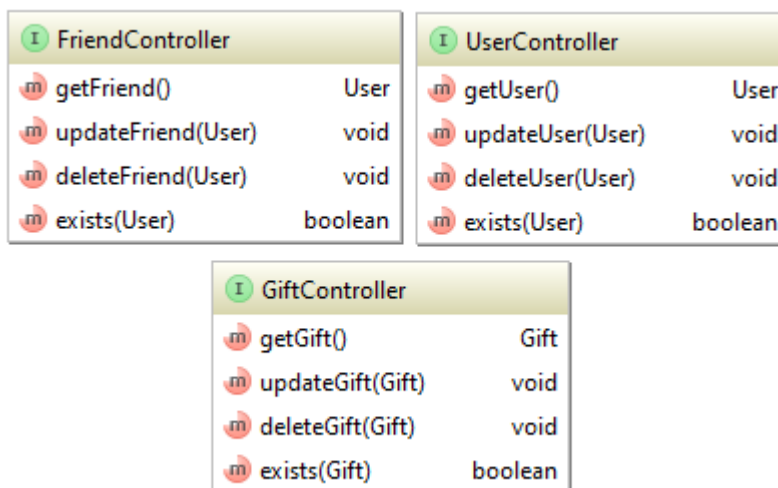 I FriendController
m getFriend() User
m updateFriend(User) void
m deleteFriend(User) void
m exists(User) boolean
I UserController
m getUser() User
m updateUser(User) void
m deleteUser(User) void
m exists(User) boolean
I GiftController
m getGift() Gift
m updateGift(Gift) void
m deleteGift(Gift) void
m exists(Gift) boolean